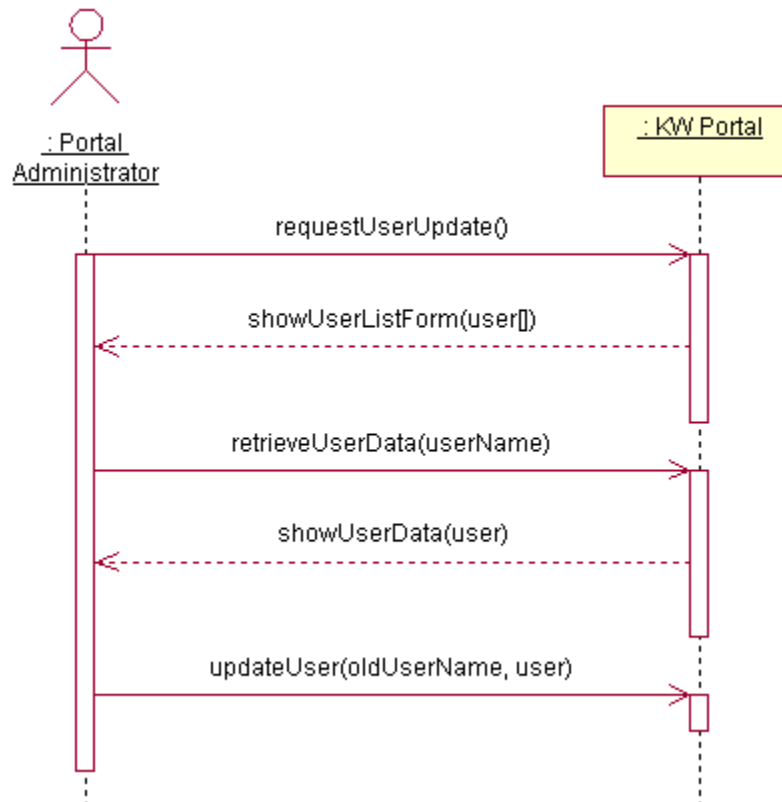 : Portal
Administrator
: KW Portal
requestUserUpdate()
showUserListForm(user[])
retrieveUserData(userName)
showUserData(user)
updateUser(oldUserName, user)